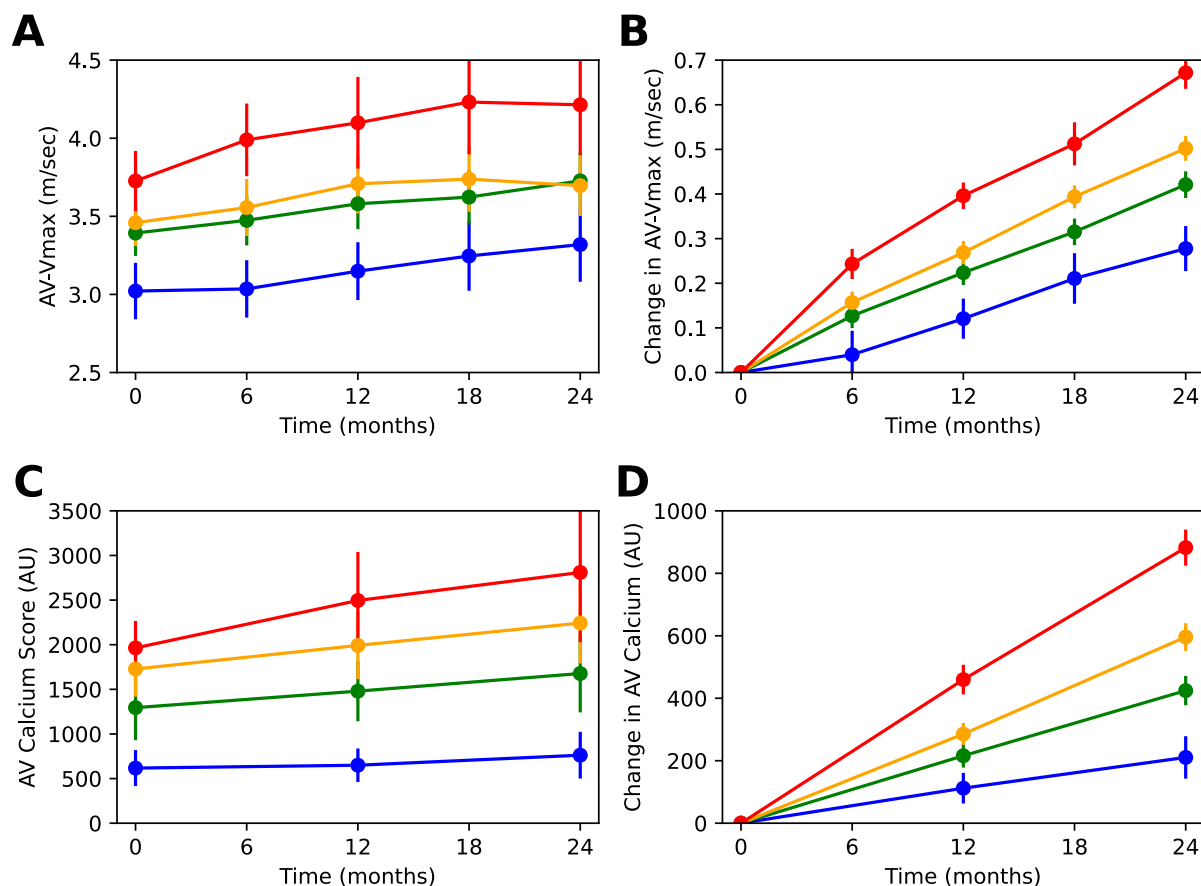 A
AV-Vmax (m/sec)
4.5
4.0
3.5
3.0
2.5
0 6 12 18 24
Time (months)
B
Change in AV-Vmax (m/sec)
0.7
0.6
0.5
0.4
0.3
0.2
0.1
0.0
0 6 12 18 24
Time (months)
C
AV Calcium Score (AU)
3500
3000
2500
2000
1500
1000
500
0
0 6 12 18 24
Time (months)
D
Change in AV Calcium (AU)
1000
800
600
400
200
0
0 6 12 18 24
Time (months)